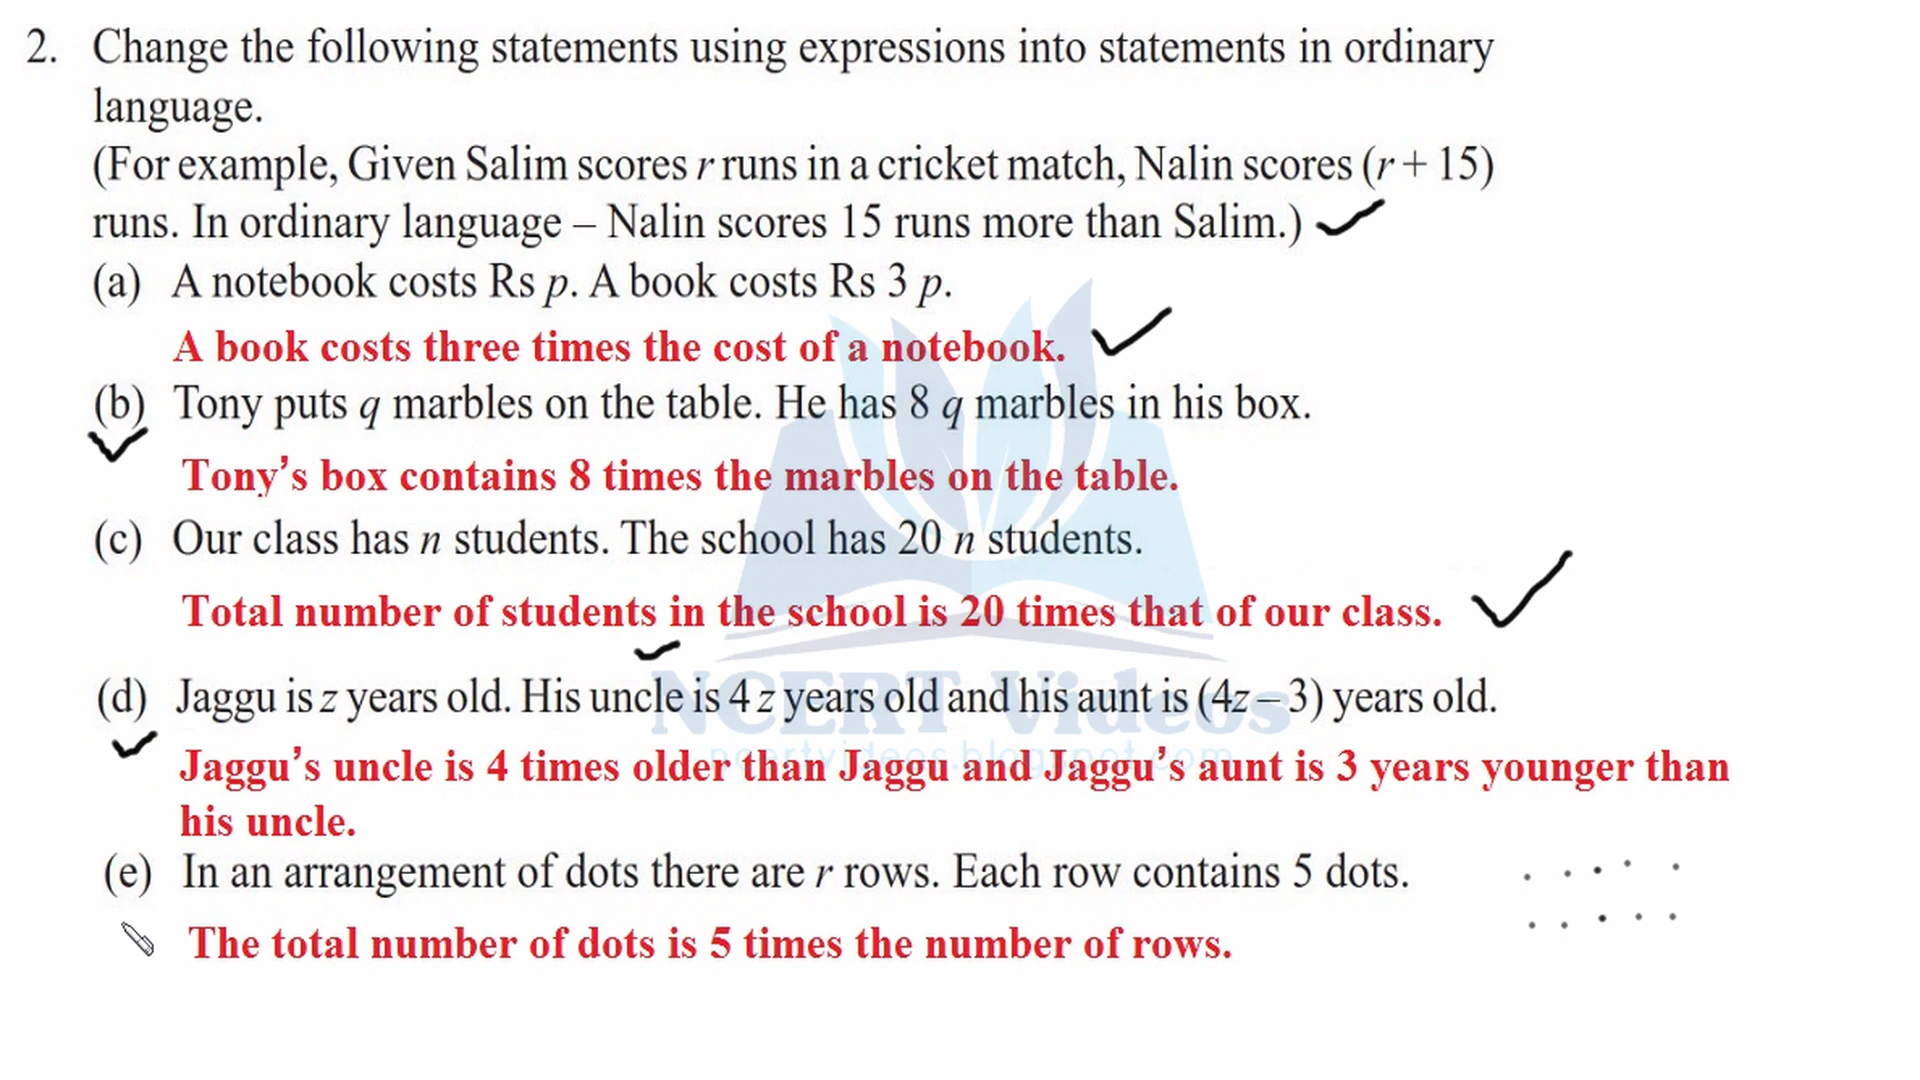 2. Change the following statements using expressions into statements in ordinary
language.
(For example, Given Salim scores r runs in a cricket match, Nalin scores (r + 15)
runs. In ordinary language – Nalin scores 15 runs more than Salim.)
(a) A notebook costs Rs p. A book costs Rs 3 p.
A book costs three times the cost of a notebook.
(b) Tony puts q marbles on the table. He has 8 q marbles in his box.
Tony's box contains 8 times the marbles on the table.
(c) Our class has n students. The school has 20 n students.
Total number of students in the school is 20 times that of our class.
NCERT Videos
(d) Jaggu is z years old. His uncle is 4 z years old and his aunt is (4z – 3) years old.
ncertvideos.blogspot.com
Jaggu's uncle is 4 times older than Jaggu and Jaggu's aunt is 3 years younger than
his uncle.
(e) In an arrangement of dots there are r rows. Each row contains 5 dots.
The total number of dots is 5 times the number of rows.